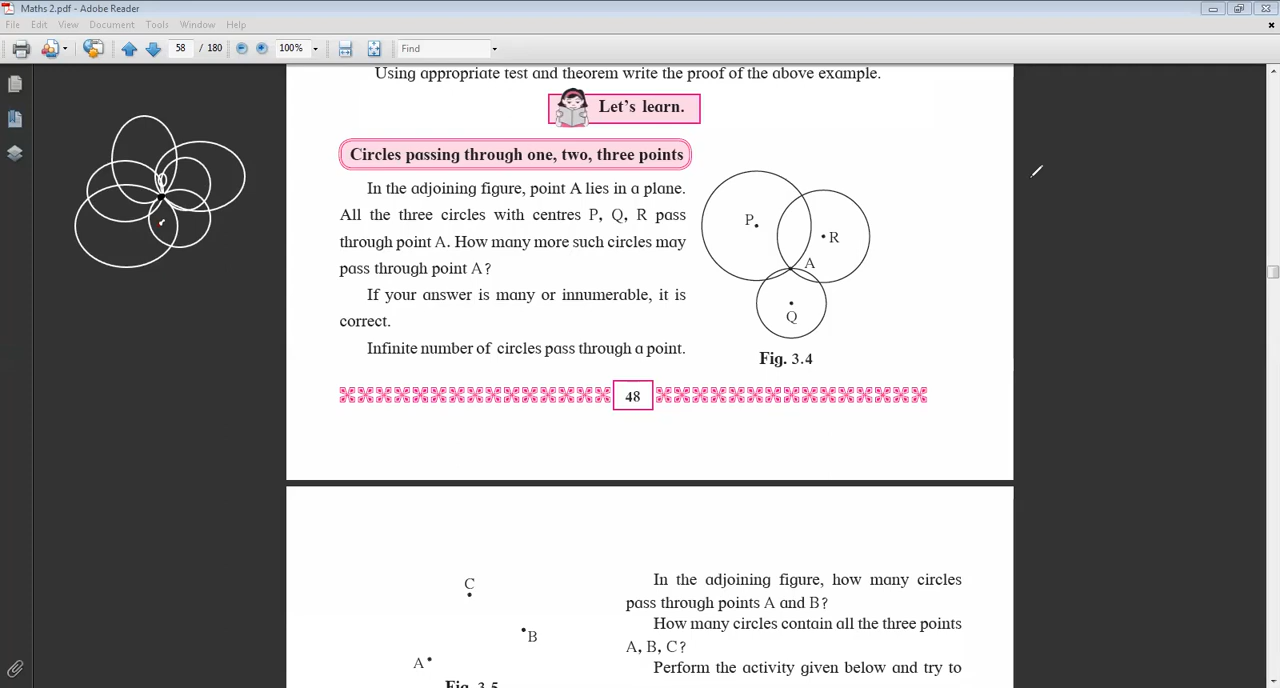 Maths 2.pdf - Adobe Reader
File Edit View Document Tools Window Help
58 / 180 100% Find
Using appropriate test and theorem write the proof of the above example.
Let's learn.
Circles passing through one, two, three points
In the adjoining figure, point A lies in a plane.
All the three circles with centres P, Q, R pass
through point A. How many more such circles may
pass through point A?
If your answer is many or innumerable, it is
correct.
Infinite number of circles pass through a point.
P
R
A
Q
Fig. 3.4
48
C
B
A
Fig. 3.5
In the adjoining figure, how many circles
pass through points A and B?
How many circles contain all the three points
A, B, C?
Perform the activity given below and try to